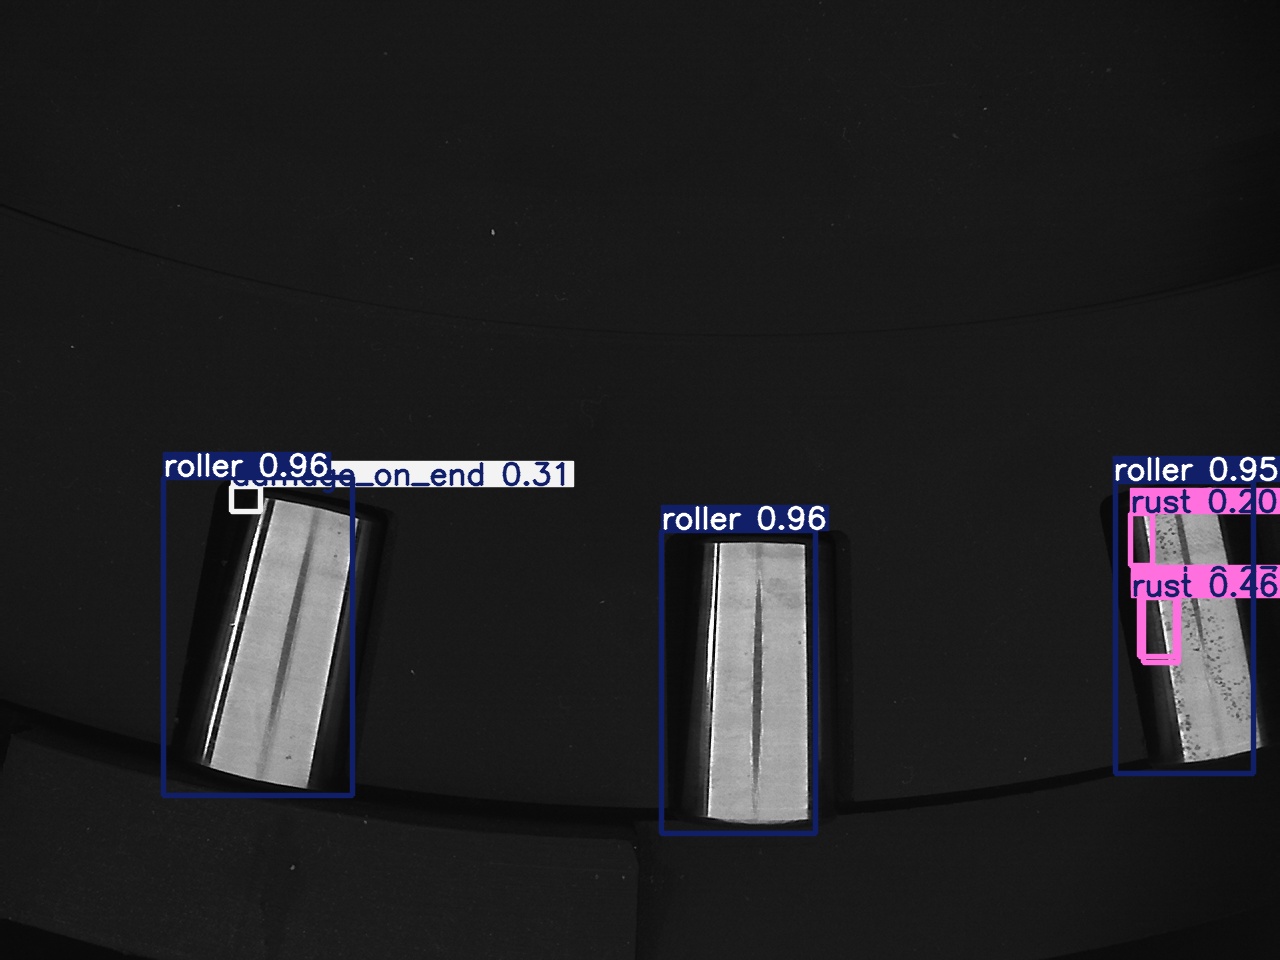 roller 0.96
damage_on_end 0.31
roller 0.96
roller 0.95
rust 0.20
rust 0.46